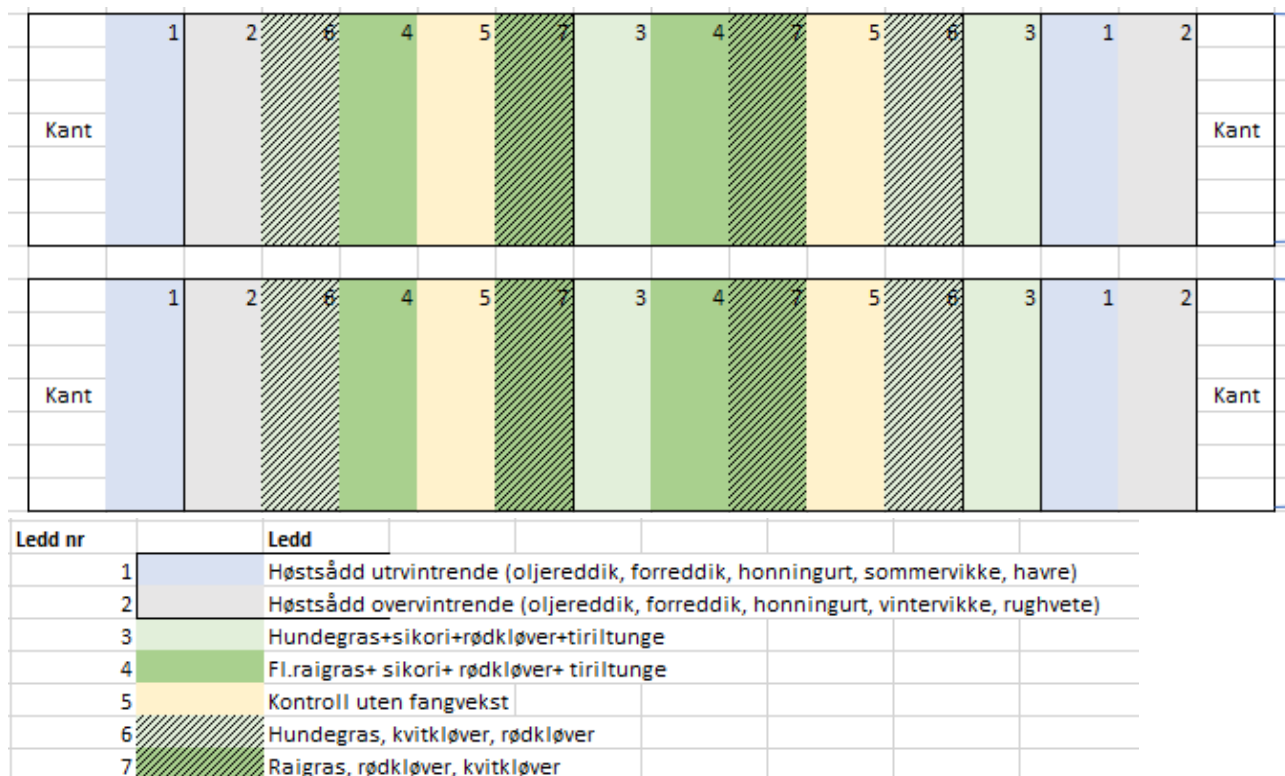 1 2 6 4 5 7 3 4 7 5 6 3 1 2
Kant Kant
1 2 6 4 5 7 3 4 7 5 6 3 1 2
Kant Kant
Ledd nr Ledd
1 Høstsådd utrvintrende (oljereddik, forreddik, honningurt, sommervikke, havre)
2 Høstsådd overvintrende (oljereddik, forreddik, honningurt, vintervikke, rughvete)
3 Hundegras+sikori+rødkløver+tiriltunge
4 Fl.raigras+ sikori+ rødkløver+ tiriltunge
5 Kontroll uten fangvekst
6 Hundegras, kvitkløver, rødkløver
7 Raigras, rødkløver, kvitkløver